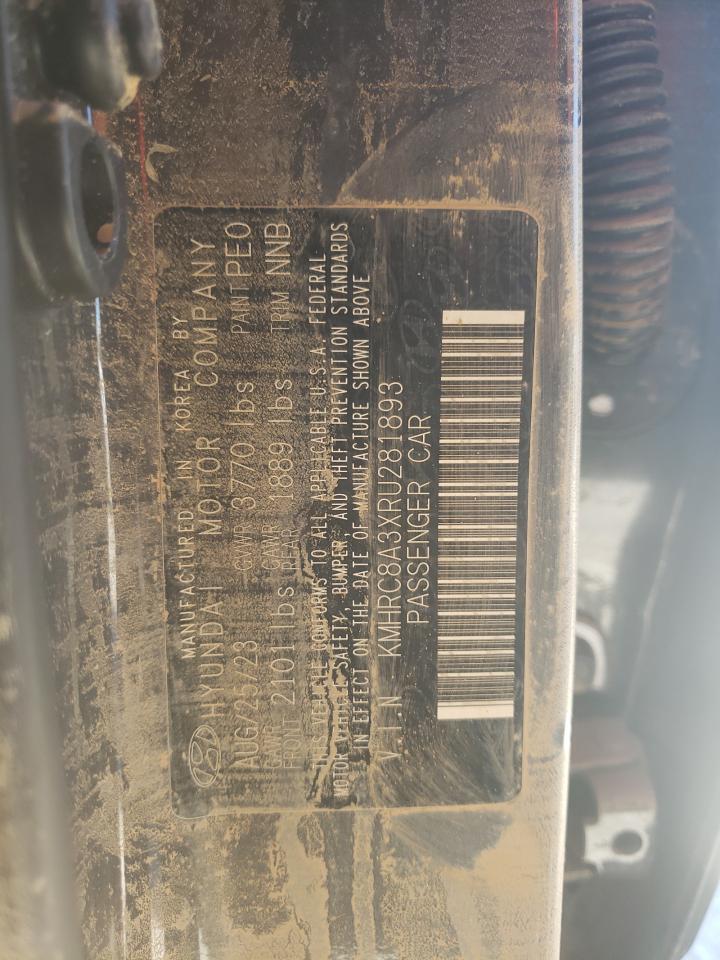 MANUFACTURED IN KOREA BY
HYUNDAI MOTOR COMPANY
AUG/25/23 GVWR 3770 lbs PAINT PEO
GAWR FRONT 2101 lbs GAWR REAR 1889 lbs TRIM NNB
THIS VEHICLE CONFORMS TO ALL APPLICABLE U.S.A. FEDERAL
MOTOR VEHICLE SAFETY, BUMPER, AND THEFT PREVENTION STANDARDS
IN EFFECT ON THE DATE OF MANUFACTURE SHOWN ABOVE
V.I.N KMHRC8A3XRU281893
PASSENGER CAR